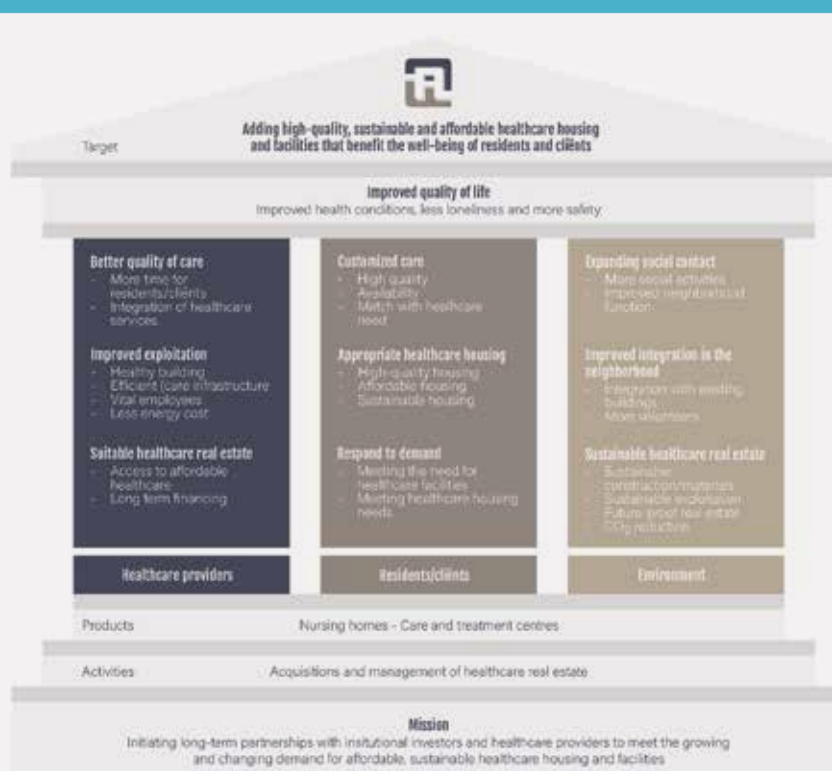 Adding high-quality, sustainable and affordable healthcare housing
Target
and facilities that benefit the well-being of residents and cliënts
Improved quality of life
Improved health conditions, less loneliness and more safety
Better quality of care
- More time for
residents/cliënts
- Integration of healthcare
services
Improved exploitation
- Healthy building
- Efficient (care infrastructure
- Vital employees
- Less energy cost
Suitable healthcare real estate
- Access to affordable
healthcare
- Long term financing
Healthcare providers
Customized care
- High quality
- Availability
- Match with healthcare
need
Appropriate healthcare housing
- High-quality housing
- Affordable housing
- Sustainable housing
Respond to demand
- Meeting the need for
healthcare facilities
- Meeting healthcare housing
needs
Residents/cliënts
Expanding social contact
- More social activities
- Improved neighborhood
function
Improved integration in the
neighborhood
- Integration with existing
buildings
- More volunteers
Sustainable healthcare real estate
- Sustainable
construction/materials
- Sustainable exploitation
- Future-proof real estate
- CO₂ reduction
Environment
Products
Nursing homes - Care and treatment centres
Activities
Acquisitions and management of healthcare real estate
Mission
Initiating long-term partnerships with insitutional investors and healthcare providers to meet the growing
and changing demand for affordable, sustainable healthcare housing and facilities